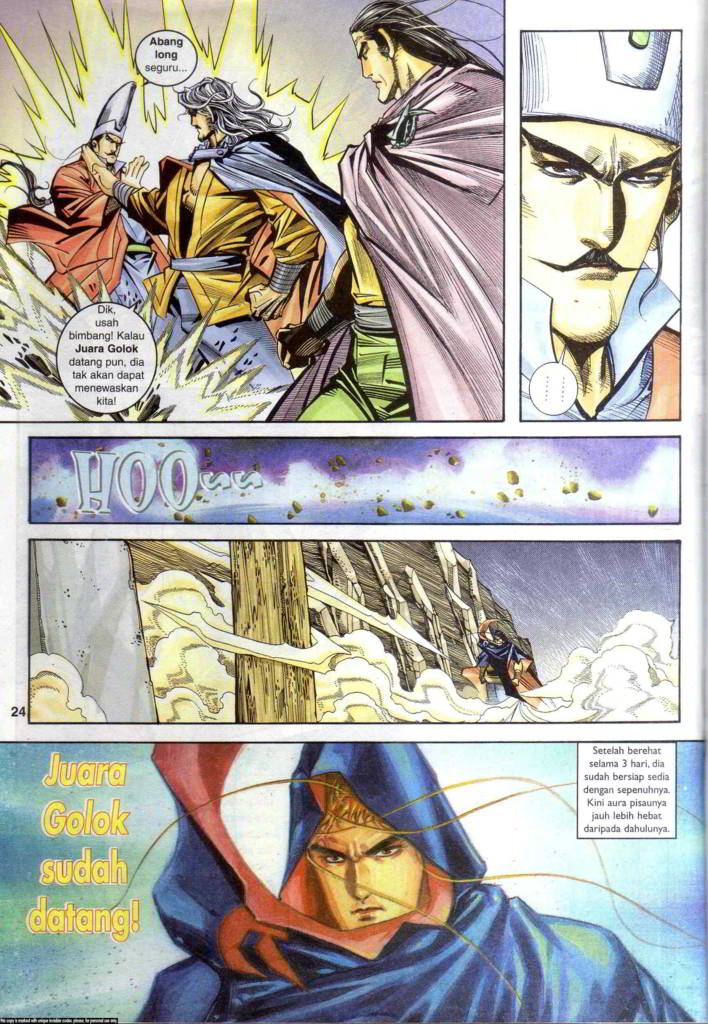 Abang
long
seguru...
Dik,
usah
bimbang! Kalau
Juara Golok
datang pun, dia
tak akan dapat
menewaskan
kita!
...
HOOuu
24
Setelah berehat
selama 3 hari, dia
sudah bersiap sedia
dengan sepenuhnya.
Kini aura pisaunya
jauh lebih hebat
daripada dahulunya.
Juara
Golok
sudah
datang!